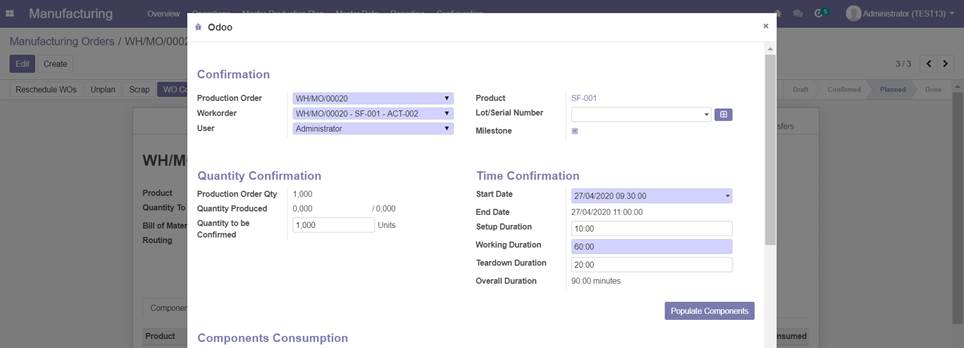 Manufacturing
Overview
Administrator (TEST13)
Odoo
Manufacturing Orders / WH/MO/0002
Edit
Create
3 / 3
Reschedule WOs
Unplan
Scrap
WO Co
Draft
Confirmed
Planned
Done
Confirmation
Production Order
WH/MO/00020
Workorder
WH/MO/00020 - SF-001 - ACT-002
User
Administrator
Product
SF-001
Lot/Serial Number
Milestone
WH/M
Product
Quantity To
Bill of Mater
Routing
Quantity Confirmation
Production Order Qty
1,000
Quantity Produced
0,000
/ 0,000
Quantity to be
Confirmed
1,000
Units
Time Confirmation
Start Date
27/04/2020 09:30:00
End Date
27/04/2020 11:00:00
Setup Duration
10:00
Working Duration
60:00
Teardown Duration
20:00
Overall Duration
90:00 minutes
Populate Components
Componen
Product
Components Consumption